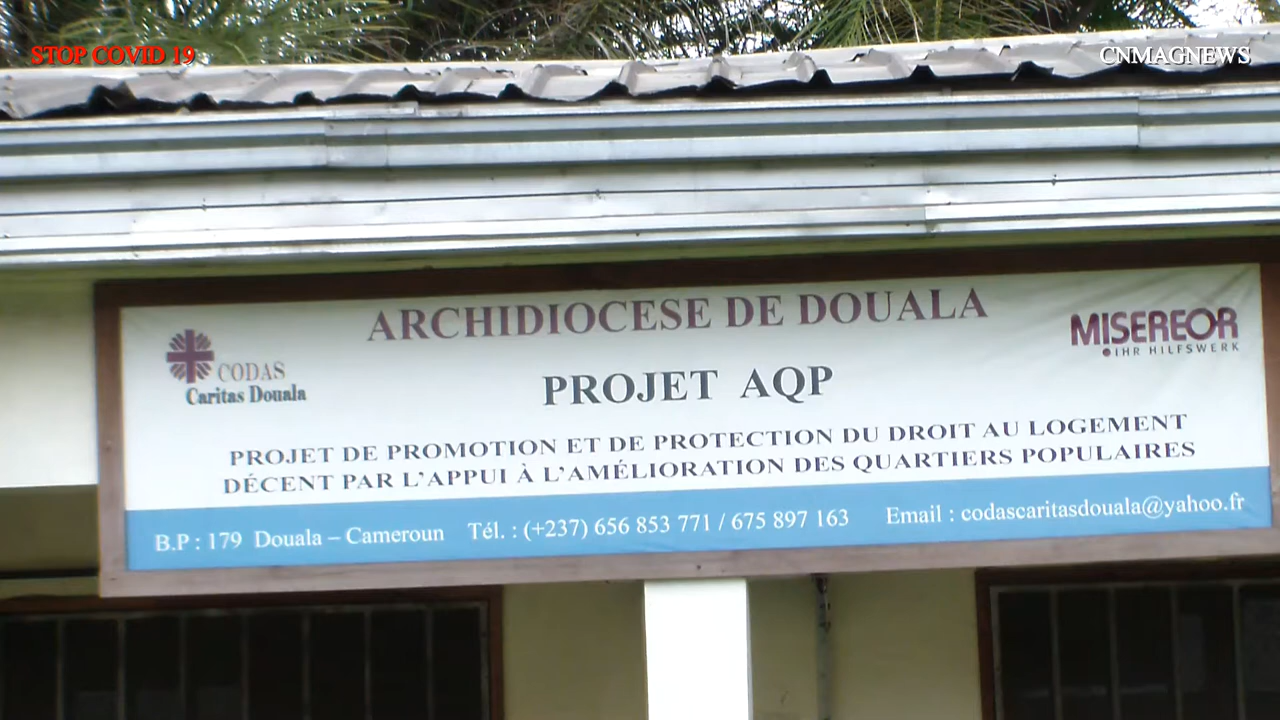 STOP COVID 19
CNMAGNEWS
ARCHIDIOCESE DE DOUALA
CODAS
Caritas Douala
MISEREOR
IHR HILFSWERK
PROJET AQP
PROJET DE PROMOTION ET DE PROTECTION DU DROIT AU LOGEMENT
DÉCENT PAR L'APPUI À L'AMÉLIORATION DES QUARTIERS POPULAIRES
B.P : 179 Douala – Cameroun Tél. : (+237) 656 853 771 / 675 897 163 Email : codascaritasdouala@yahoo.fr